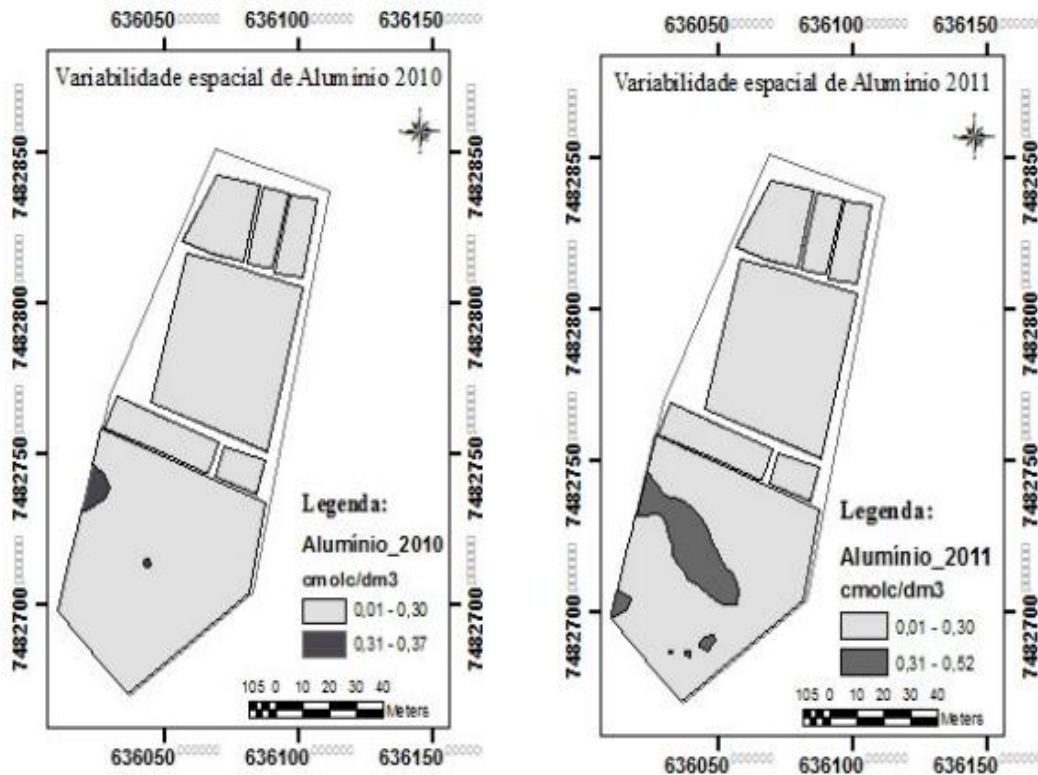 636050 636100 636150
Variabilidade espacial de Alumínio 2010
7482850 7482850
7482800 7482800
7482750 7482750
7482700 7482700
Legenda:
Alumínio_2010
cmolc/dm3
0,01 - 0,30
0,31 - 0,37
105 0 10 20 30 40
Meters
636050 636100 636150
636050 636100 636150
Variabilidade espacial de Alumínio 2011
7482850 7482850
7482800 7482800
7482750 7482750
7482700 7482700
Legenda:
Alumínio_2011
cmolc/dm3
0,01 - 0,30
0,31 - 0,52
105 0 10 20 30 40
Meters
636050 636100 636150